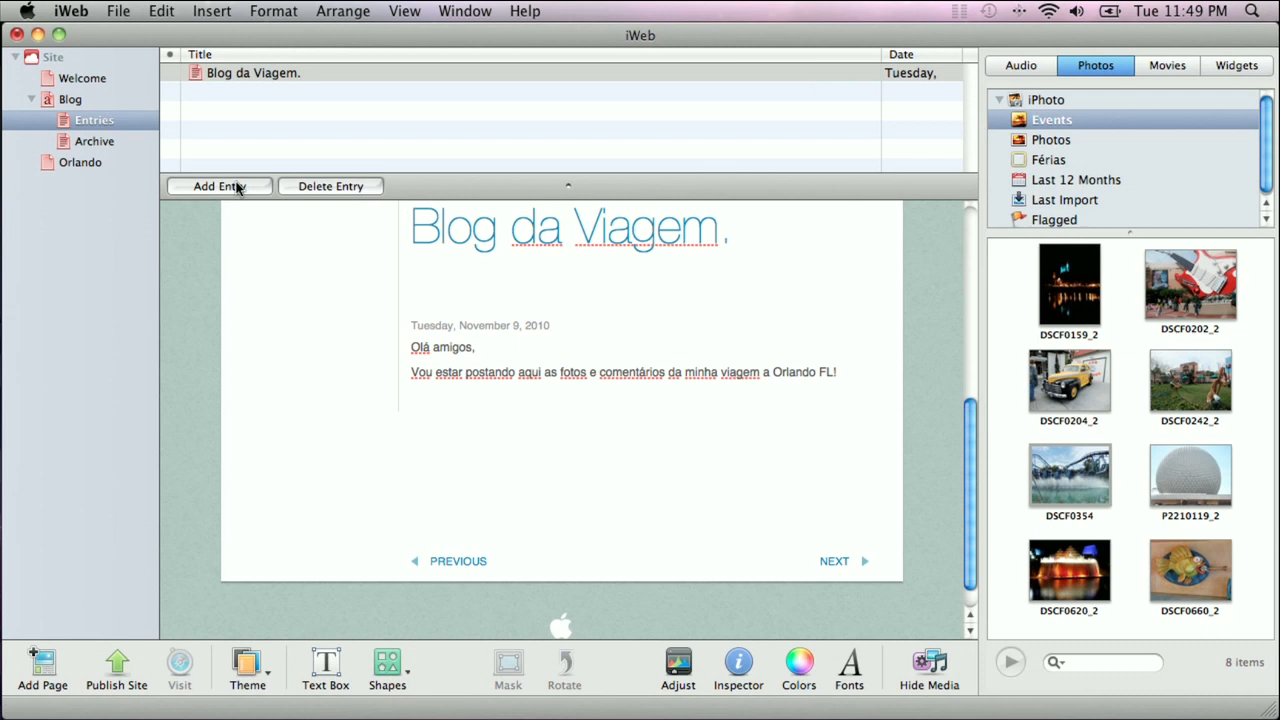 iWeb File Edit Insert Format Arrange View Window Help Tue 11:49 PM
iWeb
Site
Welcome
Blog
Entries
Archive
Orlando
Title Date
Blog da Viagem. Tuesday,
Add Entry Delete Entry
Blog da Viagem.
Tuesday, November 9, 2010
Olá amigos,
Vou estar postando aqui as fotos e comentários da minha viagem a Orlando FL!
PREVIOUS NEXT
Audio Photos Movies Widgets
iPhoto
Events
Photos
Férias
Last 12 Months
Last Import
Flagged
DSCF0159_2 DSCF0202_2
DSCF0204_2 DSCF0242_2
DSCF0354 P2210119_2
DSCF0620_2 DSCF0660_2
Add Page Publish Site Visit Theme Text Box Shapes Mask Rotate Adjust Inspector Colors Fonts Hide Media
8 items